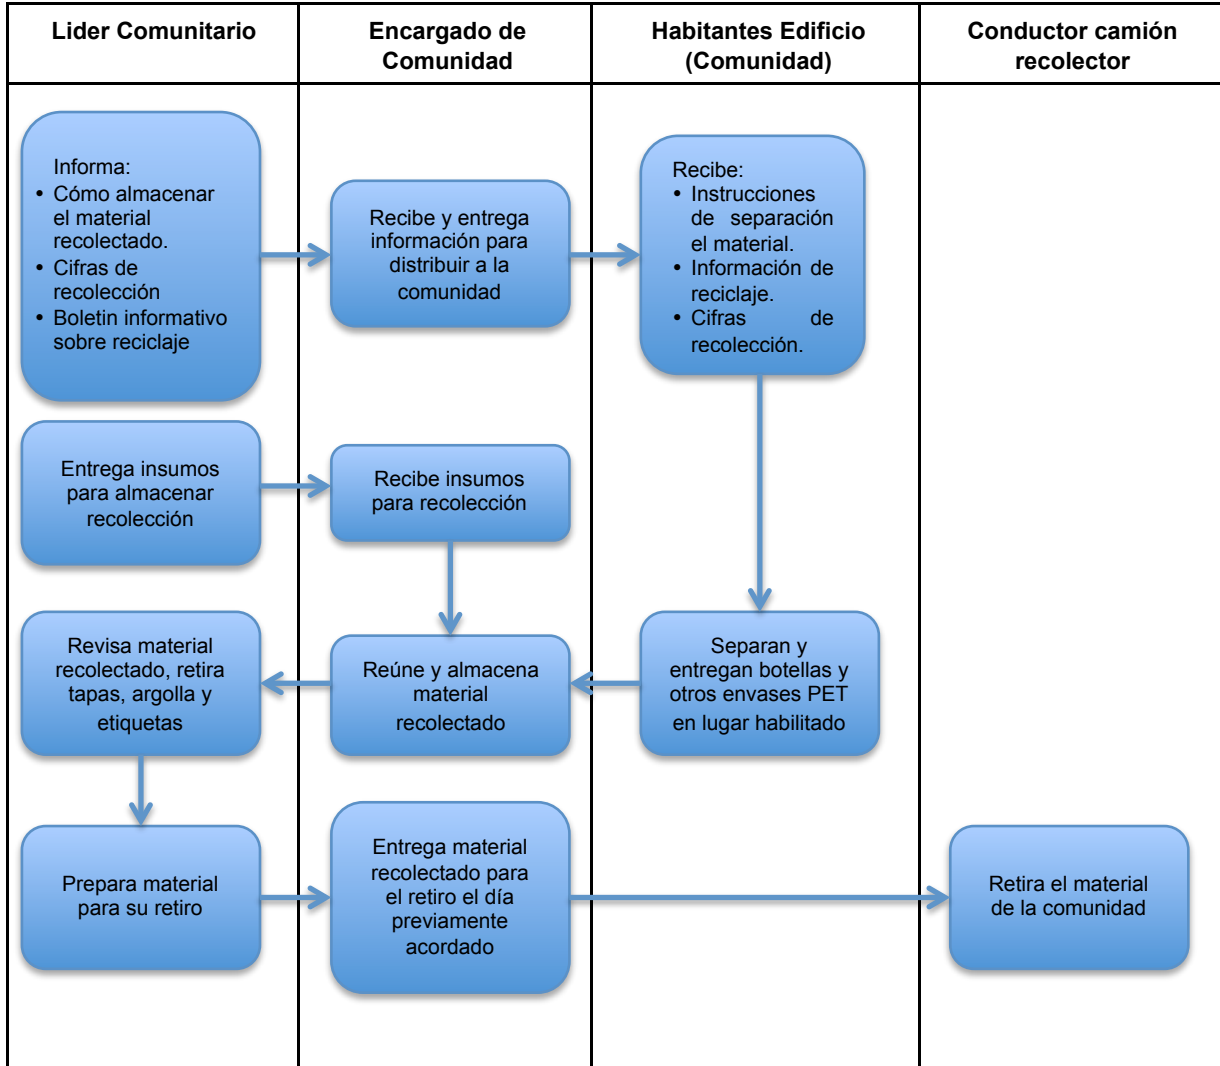 Lider Comunitario
Encargado de
Comunidad
Habitantes Edificio
(Comunidad)
Conductor camión
recolector
Informa:
• Cómo almacenar
el material
recolectado.
• Cifras de
recolección
• Boletin informativo
sobre reciclaje
Recibe y entrega
información para
distribuir a la
comunidad
Recibe:
• Instrucciones
de separación
el material.
• Información de
reciclaje.
• Cifras de
recolección.
Entrega insumos
para almacenar
recolección
Recibe insumos
para recolección
Revisa material
recolectado, retira
tapas, argolla y
etiquetas
Reúne y almacena
material
recolectado
Separan y
entregan botellas y
otros envases PET
en lugar habilitado
Prepara material
para su retiro
Entrega material
recolectado para
el retiro el día
previamente
acordado
Retira el material
de la comunidad